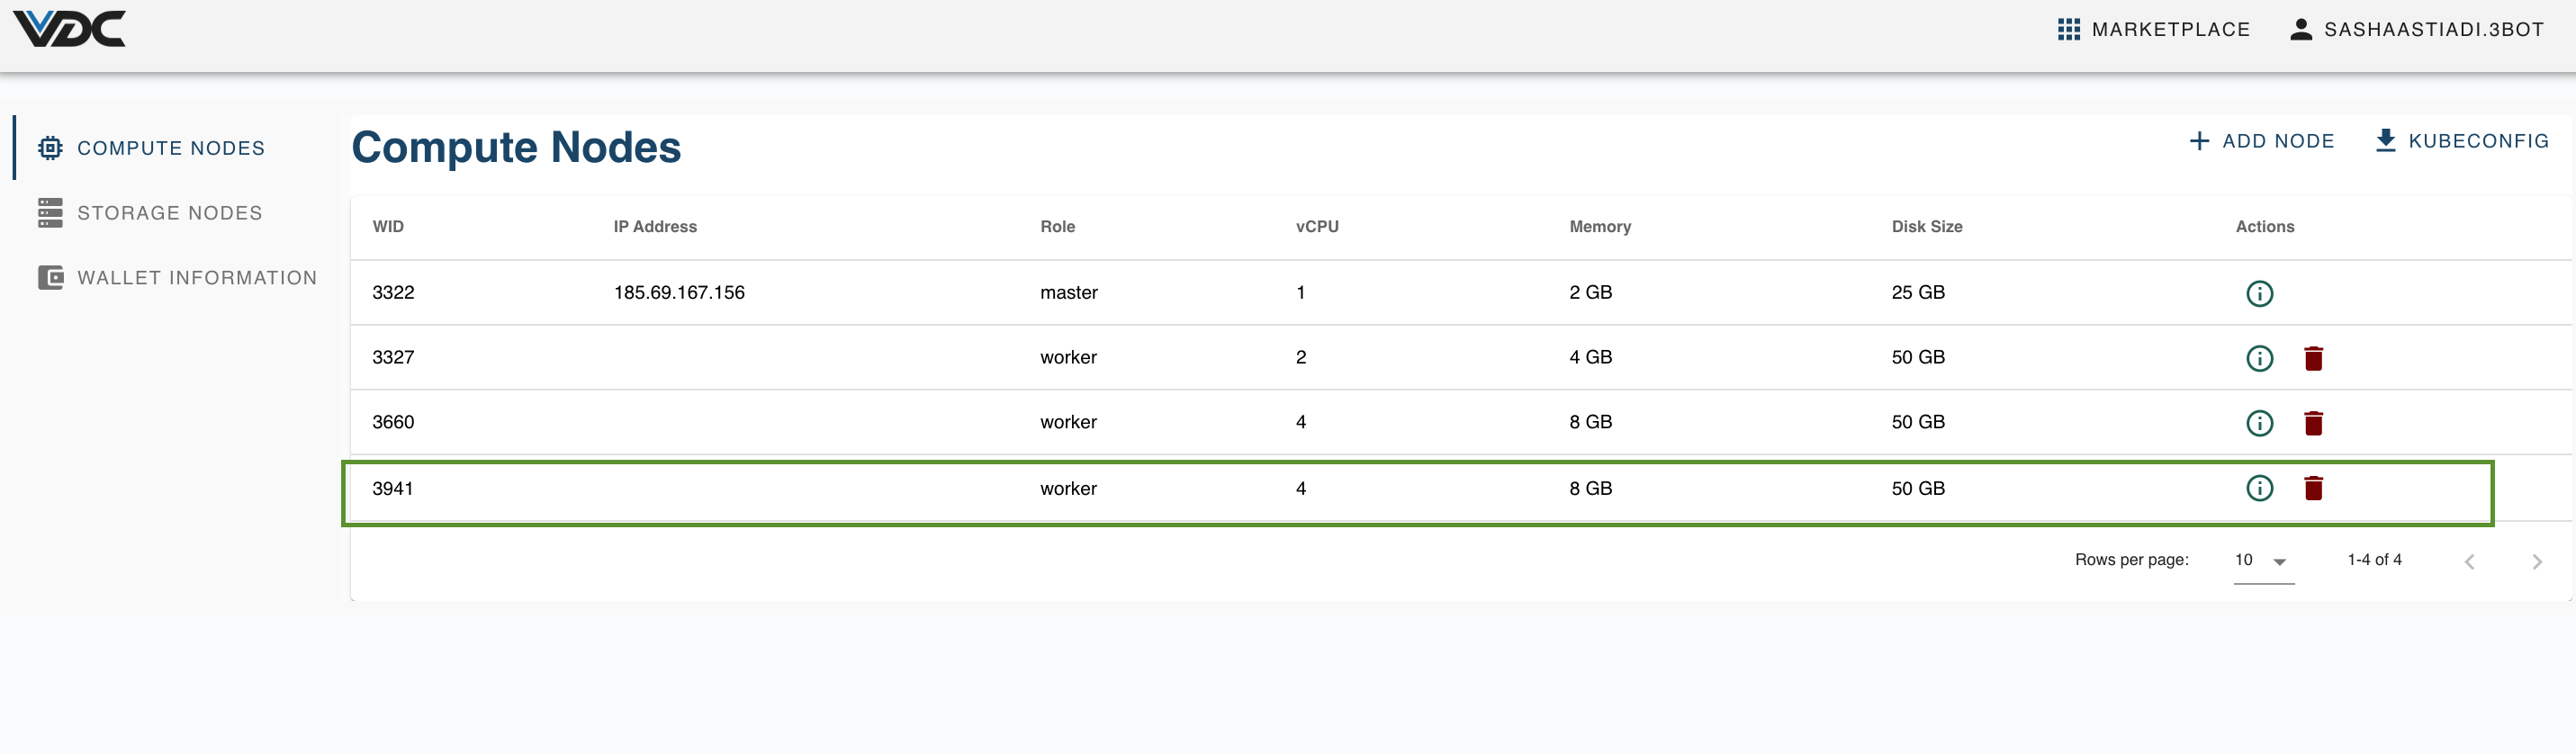 VDC
MARKETPLACE SASHAASTIADI.3BOT
COMPUTE NODES
STORAGE NODES
WALLET INFORMATION
Compute Nodes
ADD NODE KUBECONFIG
WID IP Address Role vCPU Memory Disk Size Actions
3322 185.69.167.156 master 1 2 GB 25 GB
3327 worker 2 4 GB 50 GB
3660 worker 4 8 GB 50 GB
3941 worker 4 8 GB 50 GB
Rows per page: 10 1-4 of 4